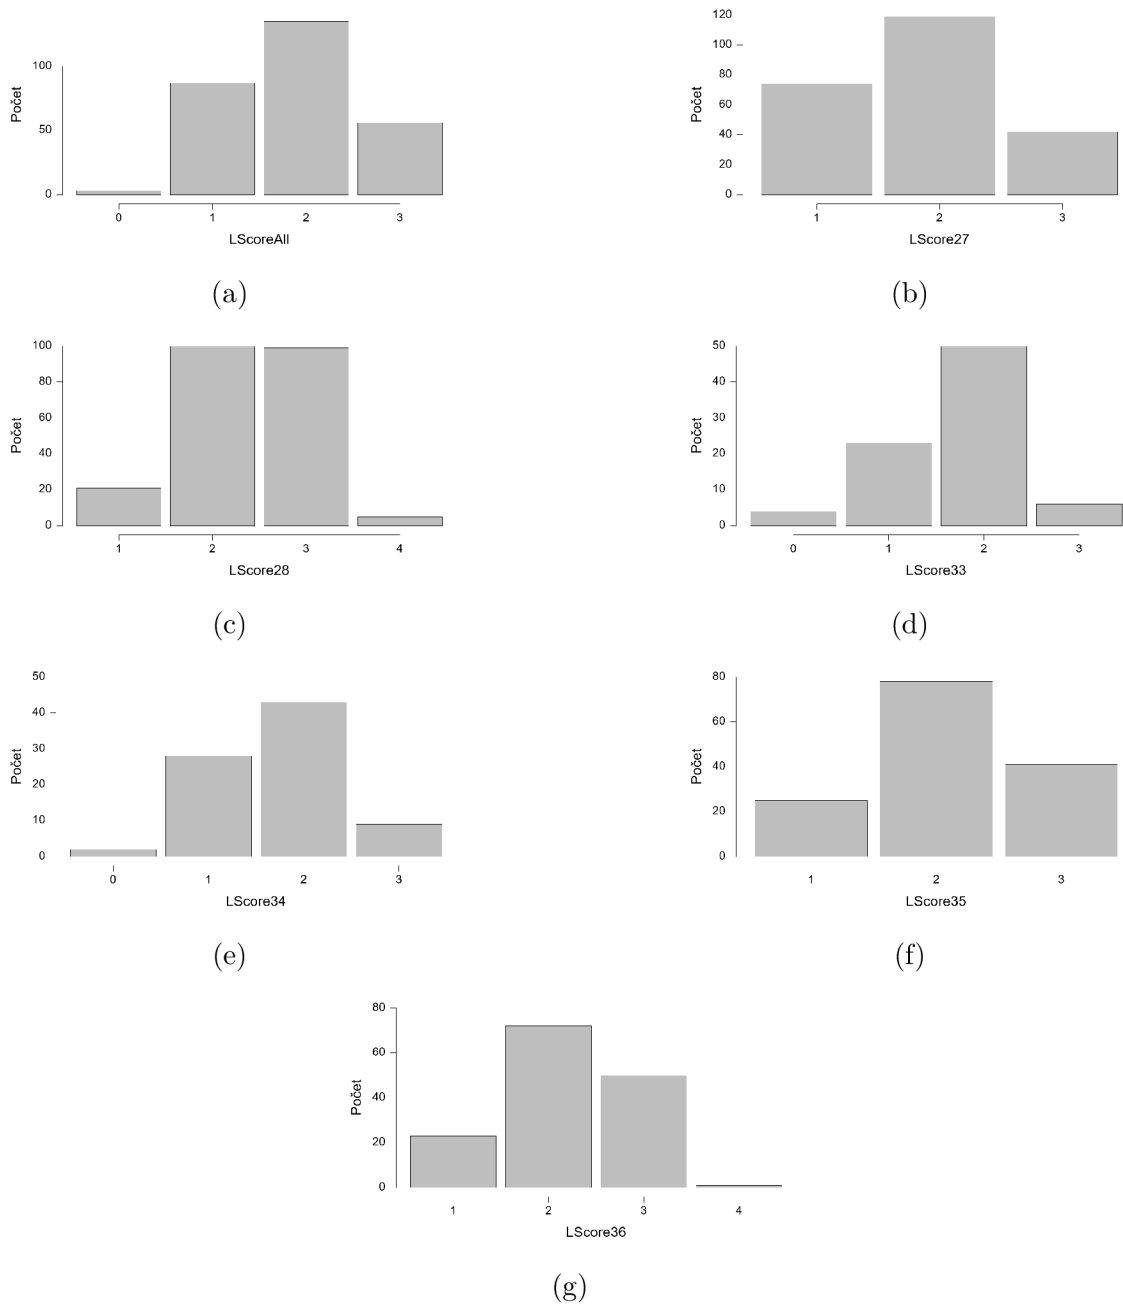 100
50
0
Počet
0 1 2 3
LScoreAll
(a)
120
100
80
60
40
20
0
Počet
1 2 3
LScore27
(b)
100
80
60
40
20
0
Počet
1 2 3 4
LScore28
(c)
50
40
30
20
10
0
Počet
0 1 2 3
LScore33
(d)
50
40
30
20
10
0
Počet
0 1 2 3
LScore34
(e)
80
60
40
20
0
Počet
1 2 3
LScore35
(f)
80
60
40
20
0
Počet
1 2 3 4
LScore36
(g)